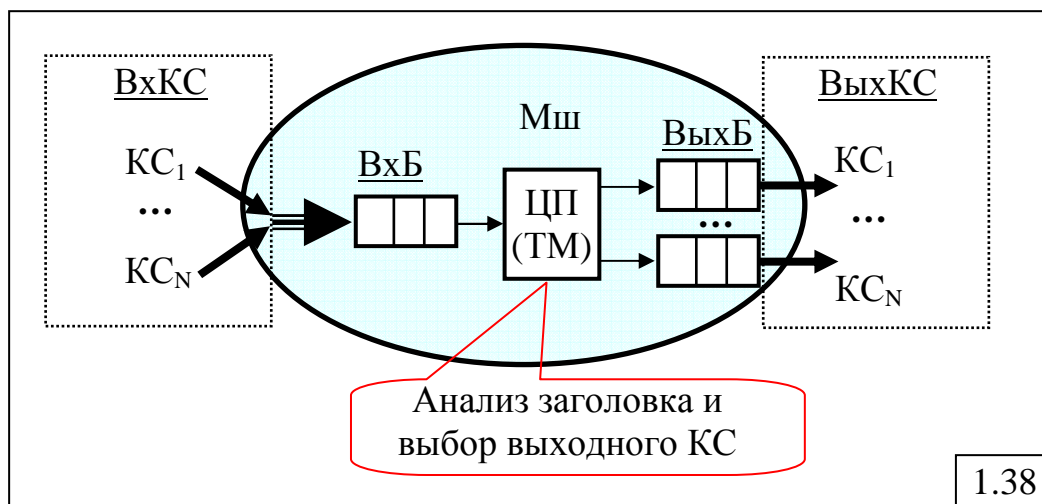 ВхКС
КС1
...
КСN
Мш
ВхБ
ЦП
(ТМ)
ВыхБ
...
ВыхКС
КС1
...
КСN
Анализ заголовка и
выбор выходного КС
1.38